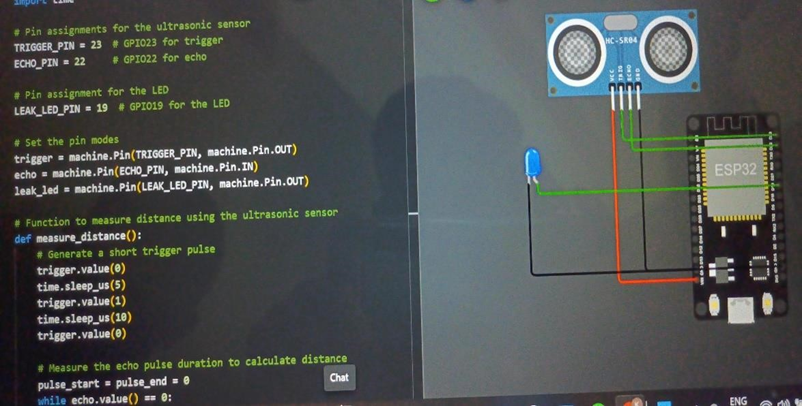 import time
# Pin assignments for the ultrasonic sensor
TRIGGER_PIN = 23  # GPIO23 for trigger
ECHO_PIN = 22  # GPIO22 for echo
# Pin assignment for the LED
LEAK_LED_PIN = 19  # GPIO19 for the LED
# Set the pin modes
trigger = machine.Pin(TRIGGER_PIN, machine.Pin.OUT)
echo = machine.Pin(ECHO_PIN, machine.Pin.IN)
leak_led = machine.Pin(LEAK_LED_PIN, machine.Pin.OUT)
# Function to measure distance using the ultrasonic sensor
def measure_distance():
# Generate a short trigger pulse
trigger.value(0)
time.sleep_us(5)
trigger.value(1)
time.sleep_us(10)
trigger.value(0)
# Measure the echo pulse duration to calculate distance
pulse_start = pulse_end = 0
while echo.value() == 0:
Chat
HC-SR04
VCC
TRIG
ECHO
GND
ESP32
ENG